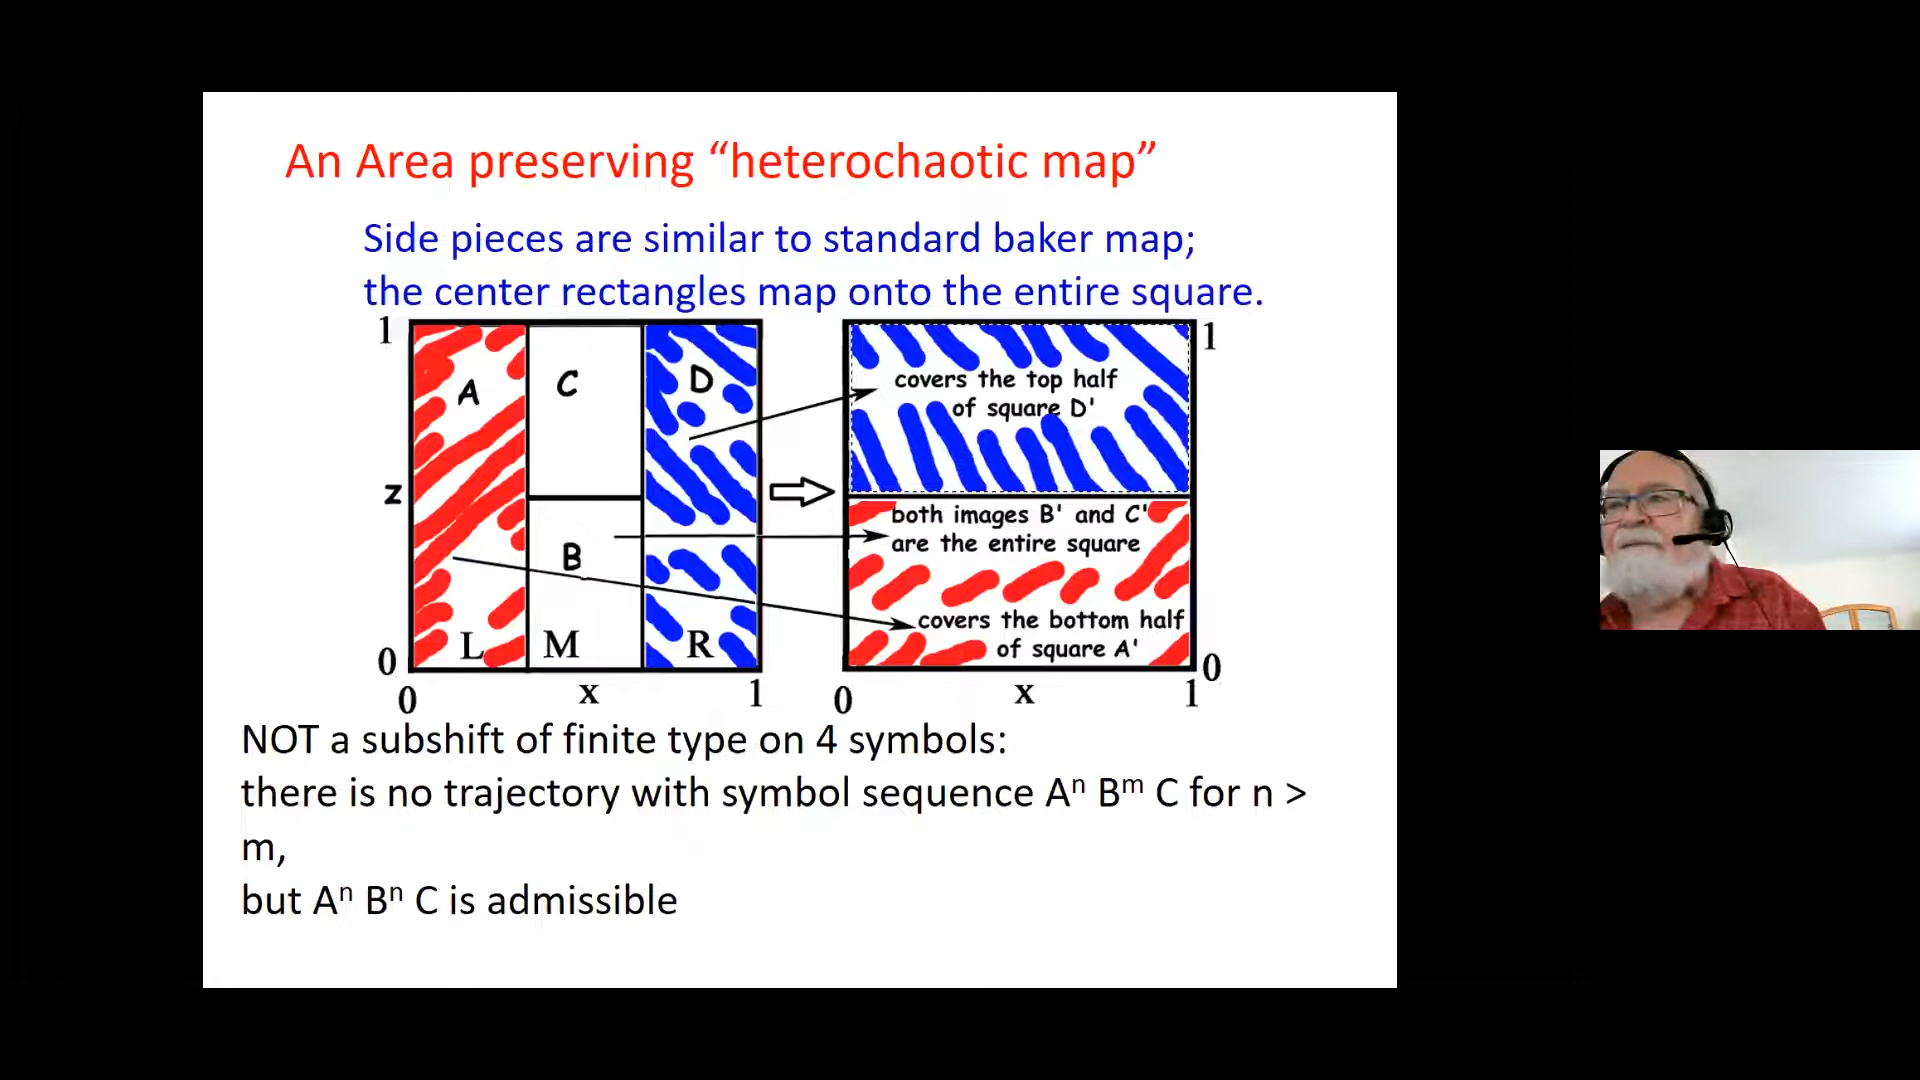 An Area preserving “heterochaotic map”
Side pieces are similar to standard baker map;
the center rectangles map onto the entire square.
1
A
C
D
z
B
L
M
R
0
0
x
1
covers the top half
of square D'
1
both images B' and C'
are the entire square
covers the bottom half
of square A'
0
0
x
1
NOT a subshift of finite type on 4 symbols:
there is no trajectory with symbol sequence Aⁿ Bᵐ C for n >
m,
but Aⁿ Bⁿ C is admissible